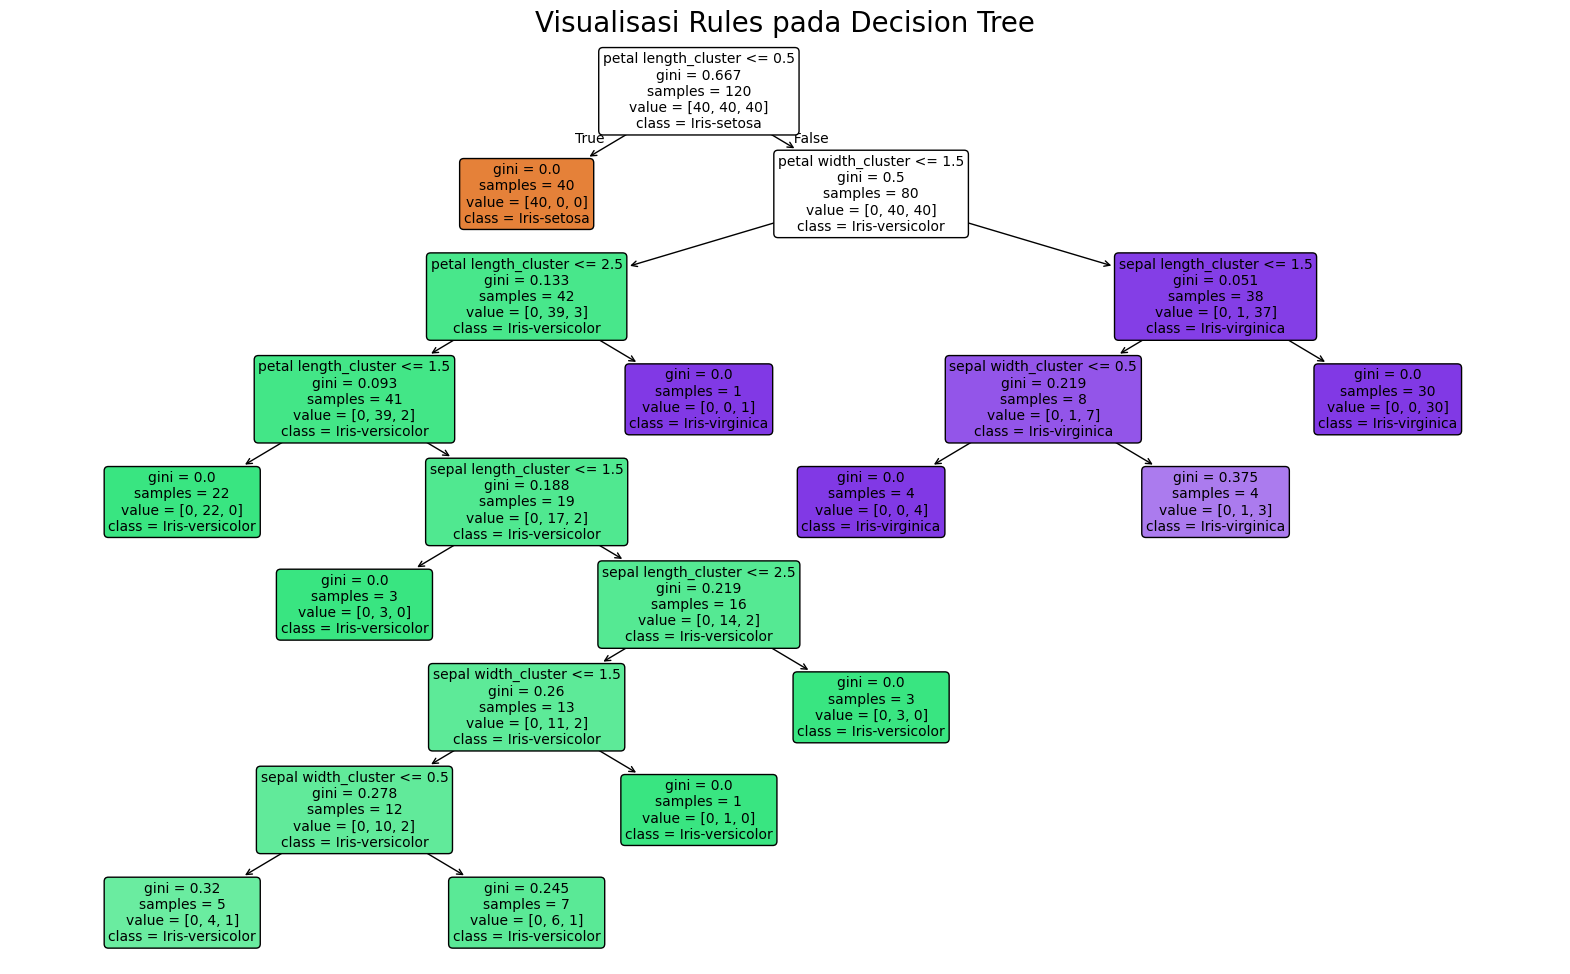 Visualisasi Rules pada Decision Tree
petal length_cluster <= 0.5
gini = 0.667
samples = 120
value = [40, 40, 40]
class = Iris-setosa
True
False
gini = 0.0
samples = 40
value = [40, 0, 0]
class = Iris-setosa
petal width_cluster <= 1.5
gini = 0.5
samples = 80
value = [0, 40, 40]
class = Iris-versicolor
petal length_cluster <= 2.5
gini = 0.133
samples = 42
value = [0, 39, 3]
class = Iris-versicolor
sepal length_cluster <= 1.5
gini = 0.051
samples = 38
value = [0, 1, 37]
class = Iris-virginica
petal length_cluster <= 1.5
gini = 0.093
samples = 41
value = [0, 39, 2]
class = Iris-versicolor
gini = 0.0
samples = 1
value = [0, 0, 1]
class = Iris-virginica
sepal width_cluster <= 0.5
gini = 0.219
samples = 8
value = [0, 1, 7]
class = Iris-virginica
gini = 0.0
samples = 30
value = [0, 0, 30]
class = Iris-virginica
gini = 0.0
samples = 22
value = [0, 22, 0]
class = Iris-versicolor
sepal length_cluster <= 1.5
gini = 0.188
samples = 19
value = [0, 17, 2]
class = Iris-versicolor
gini = 0.0
samples = 4
value = [0, 0, 4]
class = Iris-virginica
gini = 0.375
samples = 4
value = [0, 1, 3]
class = Iris-virginica
gini = 0.0
samples = 3
value = [0, 3, 0]
class = Iris-versicolor
sepal length_cluster <= 2.5
gini = 0.219
samples = 16
value = [0, 14, 2]
class = Iris-versicolor
sepal width_cluster <= 1.5
gini = 0.26
samples = 13
value = [0, 11, 2]
class = Iris-versicolor
gini = 0.0
samples = 3
value = [0, 3, 0]
class = Iris-versicolor
sepal width_cluster <= 0.5
gini = 0.278
samples = 12
value = [0, 10, 2]
class = Iris-versicolor
gini = 0.0
samples = 1
value = [0, 1, 0]
class = Iris-versicolor
gini = 0.32
samples = 5
value = [0, 4, 1]
class = Iris-versicolor
gini = 0.245
samples = 7
value = [0, 6, 1]
class = Iris-versicolor